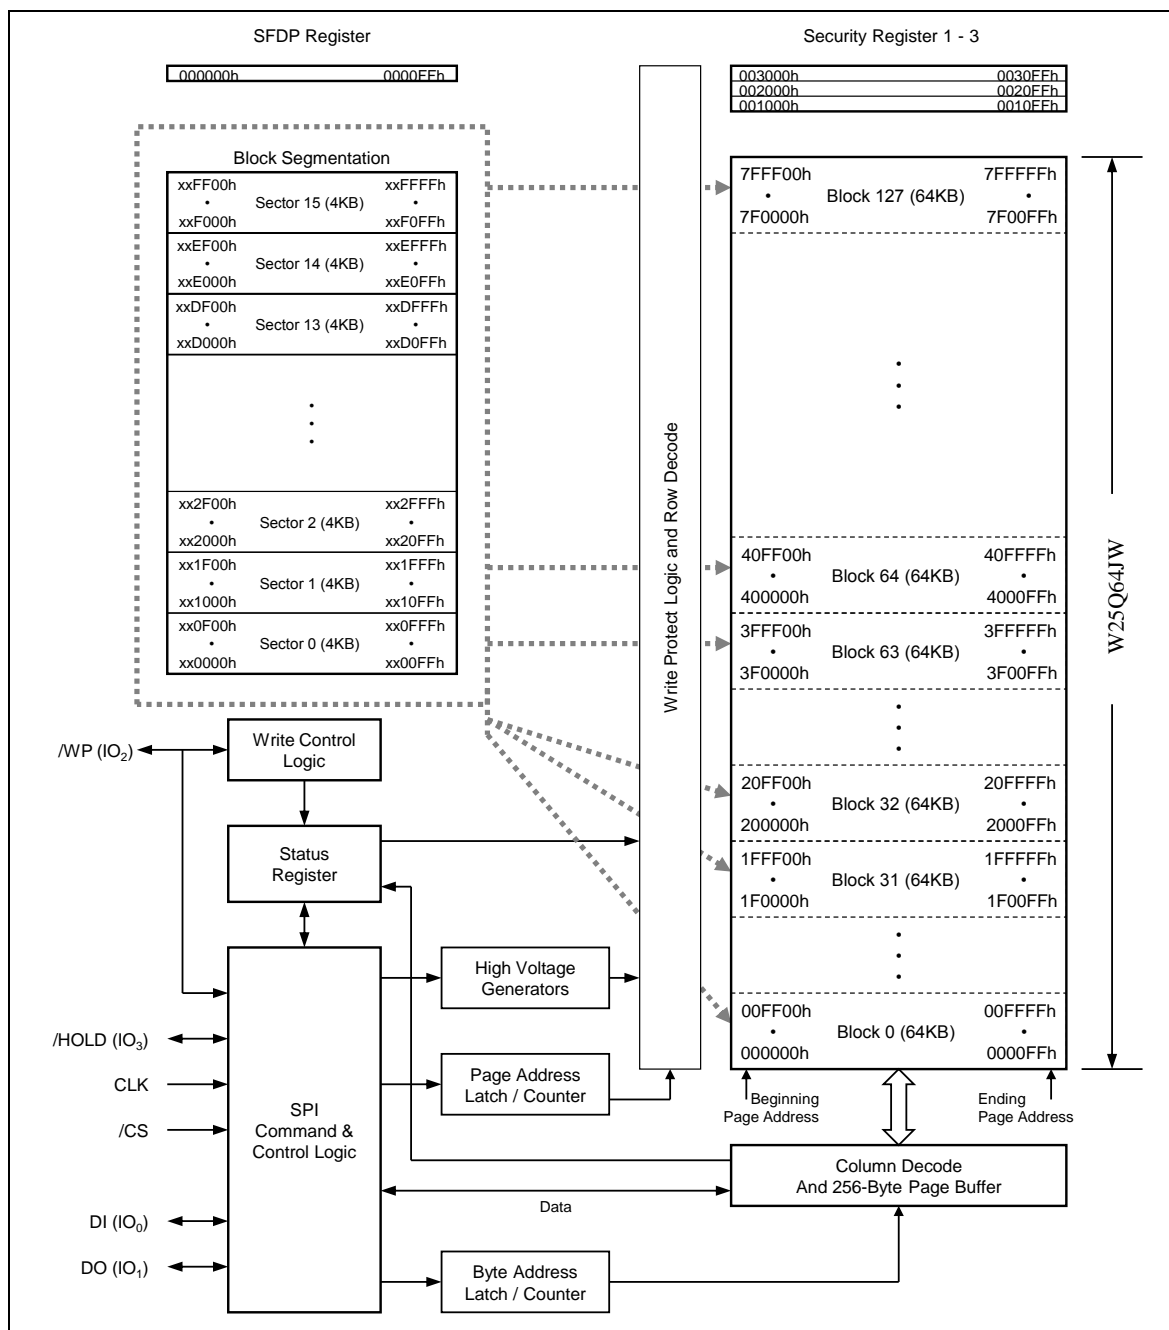 SFDP Register
000000h 0000FFh
Security Register 1 - 3
003000h 0030FFh
002000h 0020FFh
001000h 0010FFh
Block Segmentation
xxFF00h xxFFFFh
• Sector 15 (4KB) •
xxF000h xxF0FFh
xxEF00h xxEFFFh
• Sector 14 (4KB) •
xxE000h xxE0FFh
xxDF00h xxDFFFh
• Sector 13 (4KB) •
xxD000h xxD0FFh
xx2F00h xx2FFFh
• Sector 2 (4KB) •
xx2000h xx20FFh
xx1F00h xx1FFFh
• Sector 1 (4KB) •
xx1000h xx10FFh
xx0F00h xx0FFFh
• Sector 0 (4KB) •
xx0000h xx00FFh
Write Protect Logic and Row Decode
7FFF00h 7FFFFFh
• Block 127 (64KB) •
7F0000h 7F00FFh
40FF00h 40FFFFh
• Block 64 (64KB) •
400000h 4000FFh
3FFF00h 3FFFFFh
• Block 63 (64KB) •
3F0000h 3F00FFh
20FF00h 20FFFFh
• Block 32 (64KB) •
200000h 2000FFh
1FFF00h 1FFFFFh
• Block 31 (64KB) •
1F0000h 1F00FFh
00FF00h 00FFFFh
• Block 0 (64KB) •
000000h 0000FFh
W25Q64JW
Beginning
Page Address
Ending
Page Address
/WP (IO2)
Write Control
Logic
Status
Register
High Voltage
Generators
/HOLD (IO3)
CLK
/CS
DI (IO0)
DO (IO1)
SPI
Command &
Control Logic
Page Address
Latch / Counter
Column Decode
And 256-Byte Page Buffer
Data
Byte Address
Latch / Counter